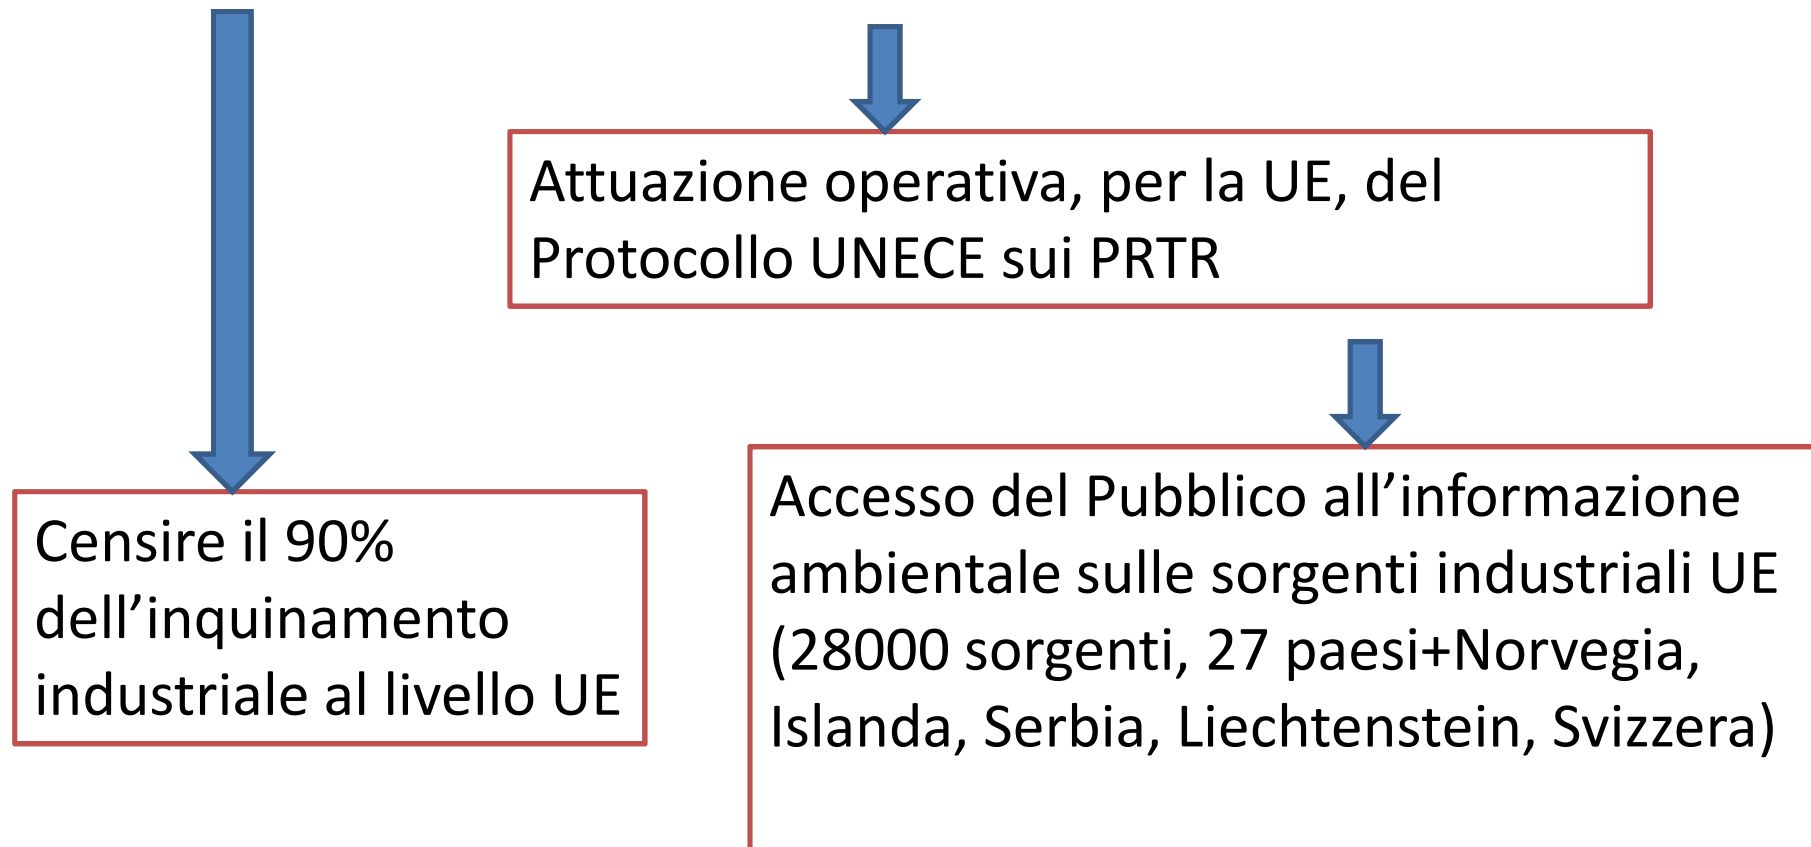 Attuazione operativa, per la UE, del
Protocollo UNECE sui PRTR
Censire il 90%
dell’inquinamento
industriale al livello UE
Accesso del Pubblico all’informazione
ambientale sulle sorgenti industriali UE
(28000 sorgenti, 27 paesi+Norvegia,
Islanda, Serbia, Liechtenstein, Svizzera)